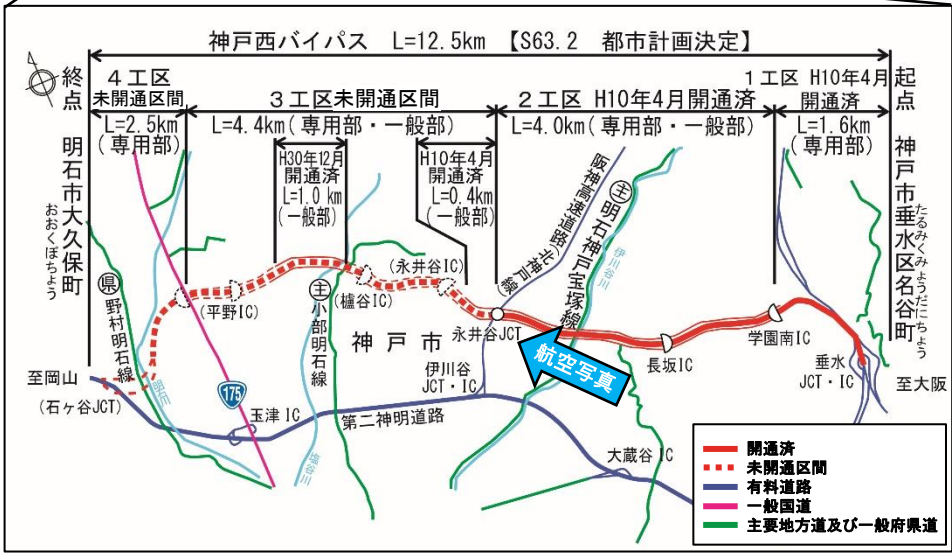 神戸西バイパス L=12.5km 【S63.2 都市計画決定】
終点
明石市大久保町
おおくぼちょう
4工区
未開通区間
L=2.5km
(専用部)
3工区未開通区間
L=4.4km(専用部・一般部)
H30年12月
開通済
L=1.0 km
(一般部)
H10年4月
開通済
L=0.4km
(一般部)
2工区 H10年4月開通済
L=4.0km(専用部・一般部)
1工区 H10年4月
開通済
L=1.6km
(専用部)
起点
神戸市垂水区名谷町
たるみくみょうだにちょう
阪神高速道路(北神戸線)
主 明石神戸宝塚線
伊川谷川
県 野村明石線
明石川
(平野IC)
主 小部明石線
(櫨谷IC)
(永井谷IC)
神戸市
永井谷JCT
航空写真
長坂IC
学園南IC
垂水
JCT・IC
至大阪
至岡山
(石ヶ谷JCT)
175
玉津IC
第二神明道路
伊川谷
JCT・IC
大蔵谷IC
開通済
未開通区間
有料道路
一般国道
主要地方道及び一般府県道